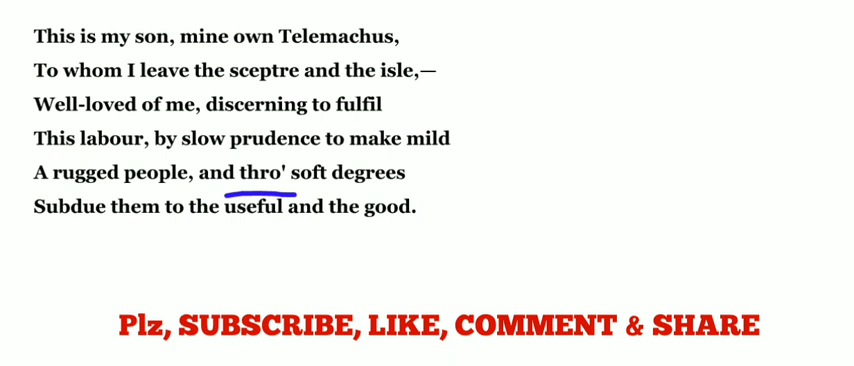 This is my son, mine own Telemachus,
To whom I leave the sceptre and the isle,—
Well-loved of me, discerning to fulfil
This labour, by slow prudence to make mild
A rugged people, and thro' soft degrees
Subdue them to the useful and the good.
Plz, SUBSCRIBE, LIKE, COMMENT & SHARE